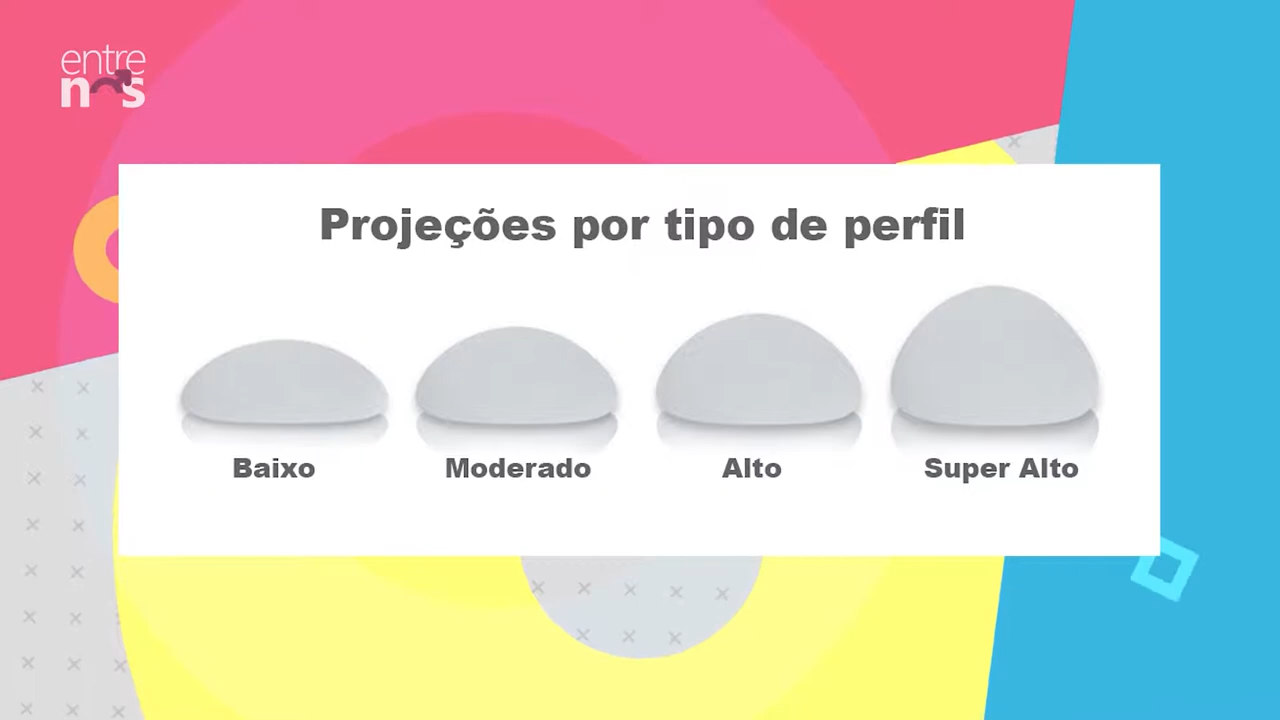 entre
nós
Projeções por tipo de perfil
Baixo Moderado Alto Super Alto